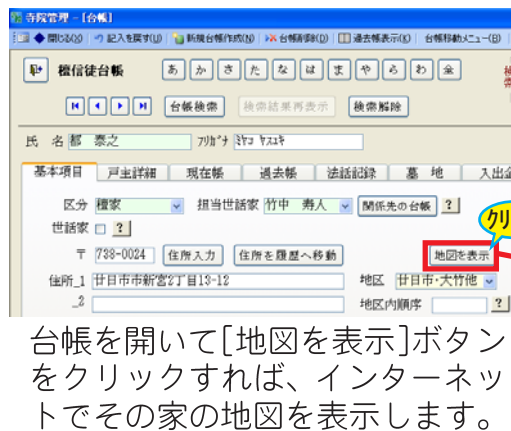 寺院管理 - [台帳]
閉じる(X) 記入を戻す(U) 新規台帳作成(N) 台帳削除(D) 過去帳表示(K) 台帳移動メニュー(B)
檀信徒台帳 あ か さ た な は ま や ら わ 全
台帳検索 検索結果再表示 検索解除
氏 名 都 泰之 フリガナ ミヤコ ヤスユキ
基本項目 戸主詳細 現在帳 過去帳 法話記録 墓 地 入出金
区分 檀家 担当世話家 竹中 寿人 関係先の台帳 ?
世話家 ? クリ
〒 738-0024 住所入力 住所を履歴へ移動 地図を表示
住所_1 廿日市市新宮2丁目13-12 地区 廿日市・大竹他
_2 地区内順序 ?
台帳を開いて[地図を表示]ボタン
をクリックすれば、インターネッ
トでその家の地図を表示します。